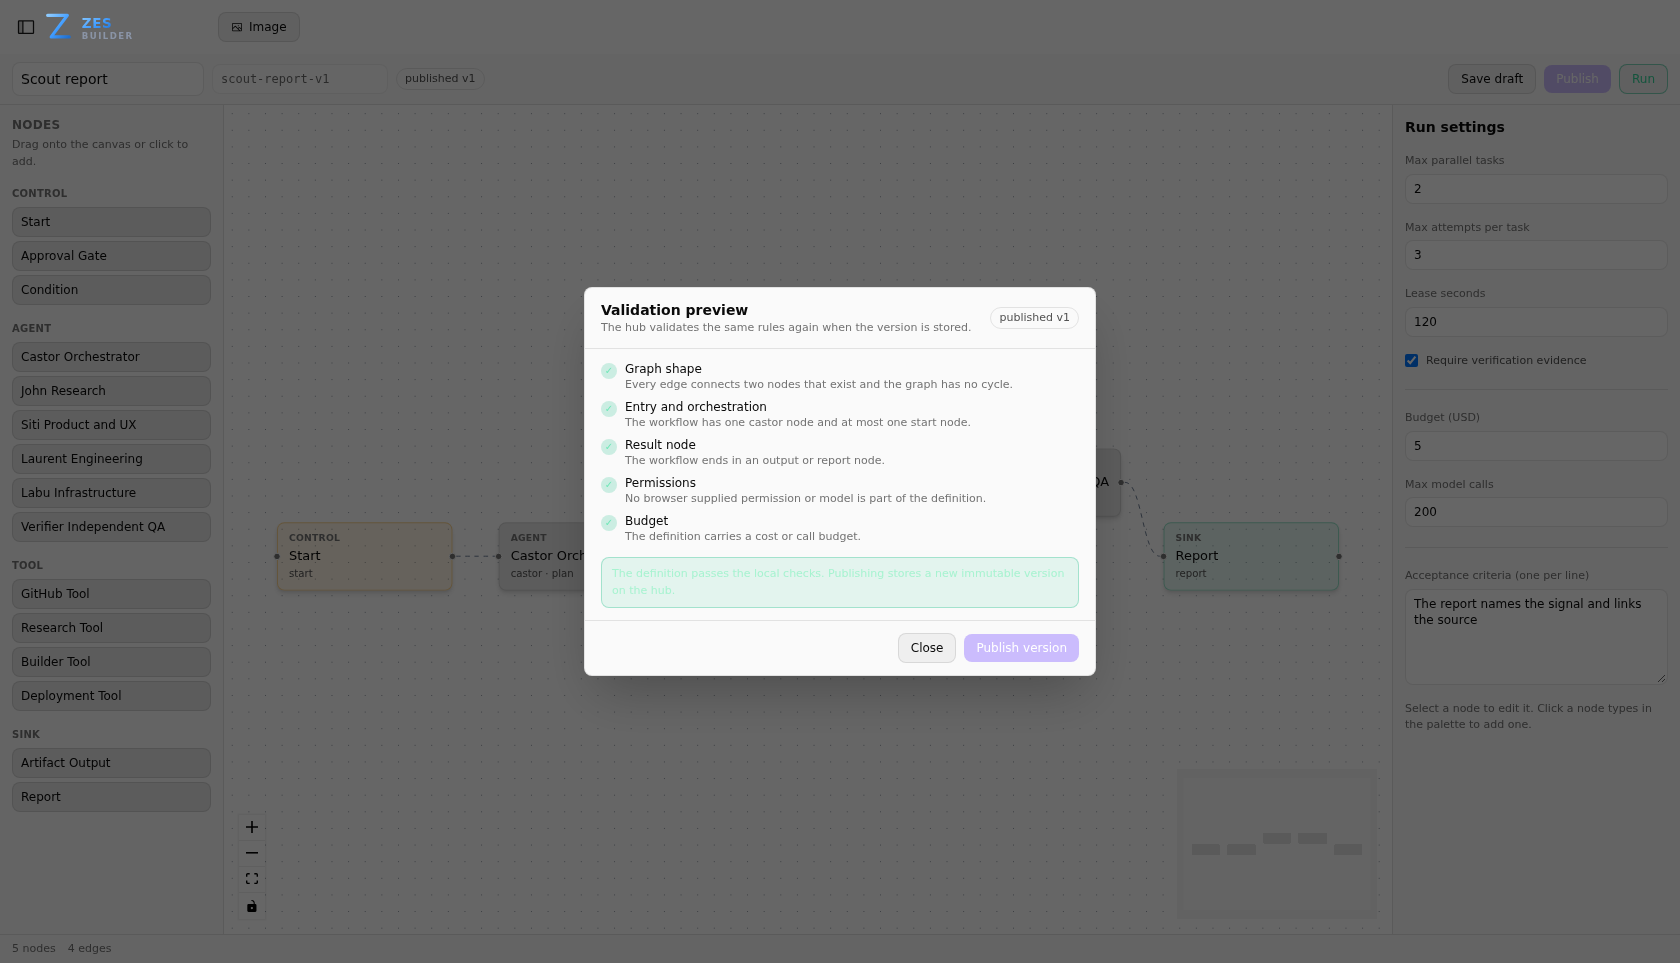 ZES
BUILDER
Image
Scout report
scout-report-v1
published v1
Save draft
Publish
Run
NODES
Drag onto the canvas or click to
add.
CONTROL
Start
Approval Gate
Condition
AGENT
Castor Orchestrator
John Research
Siti Product and UX
Laurent Engineering
Labu Infrastructure
Verifier Independent QA
TOOL
GitHub Tool
Research Tool
Builder Tool
Deployment Tool
SINK
Artifact Output
Report
CONTROL
Start
start
AGENT
Castor Orch
castor · plan
QA
SINK
Report
report
Validation preview
The hub validates the same rules again when the version is stored.
published v1
Graph shape
Every edge connects two nodes that exist and the graph has no cycle.
Entry and orchestration
The workflow has one castor node and at most one start node.
Result node
The workflow ends in an output or report node.
Permissions
No browser supplied permission or model is part of the definition.
Budget
The definition carries a cost or call budget.
The definition passes the local checks. Publishing stores a new immutable version
on the hub.
Close
Publish version
Run settings
Max parallel tasks
2
Max attempts per task
3
Lease seconds
120
Require verification evidence
Budget (USD)
5
Max model calls
200
Acceptance criteria (one per line)
The report names the signal and links
the source
Select a node to edit it. Click a node types in
the palette to add one.
5 nodes
4 edges